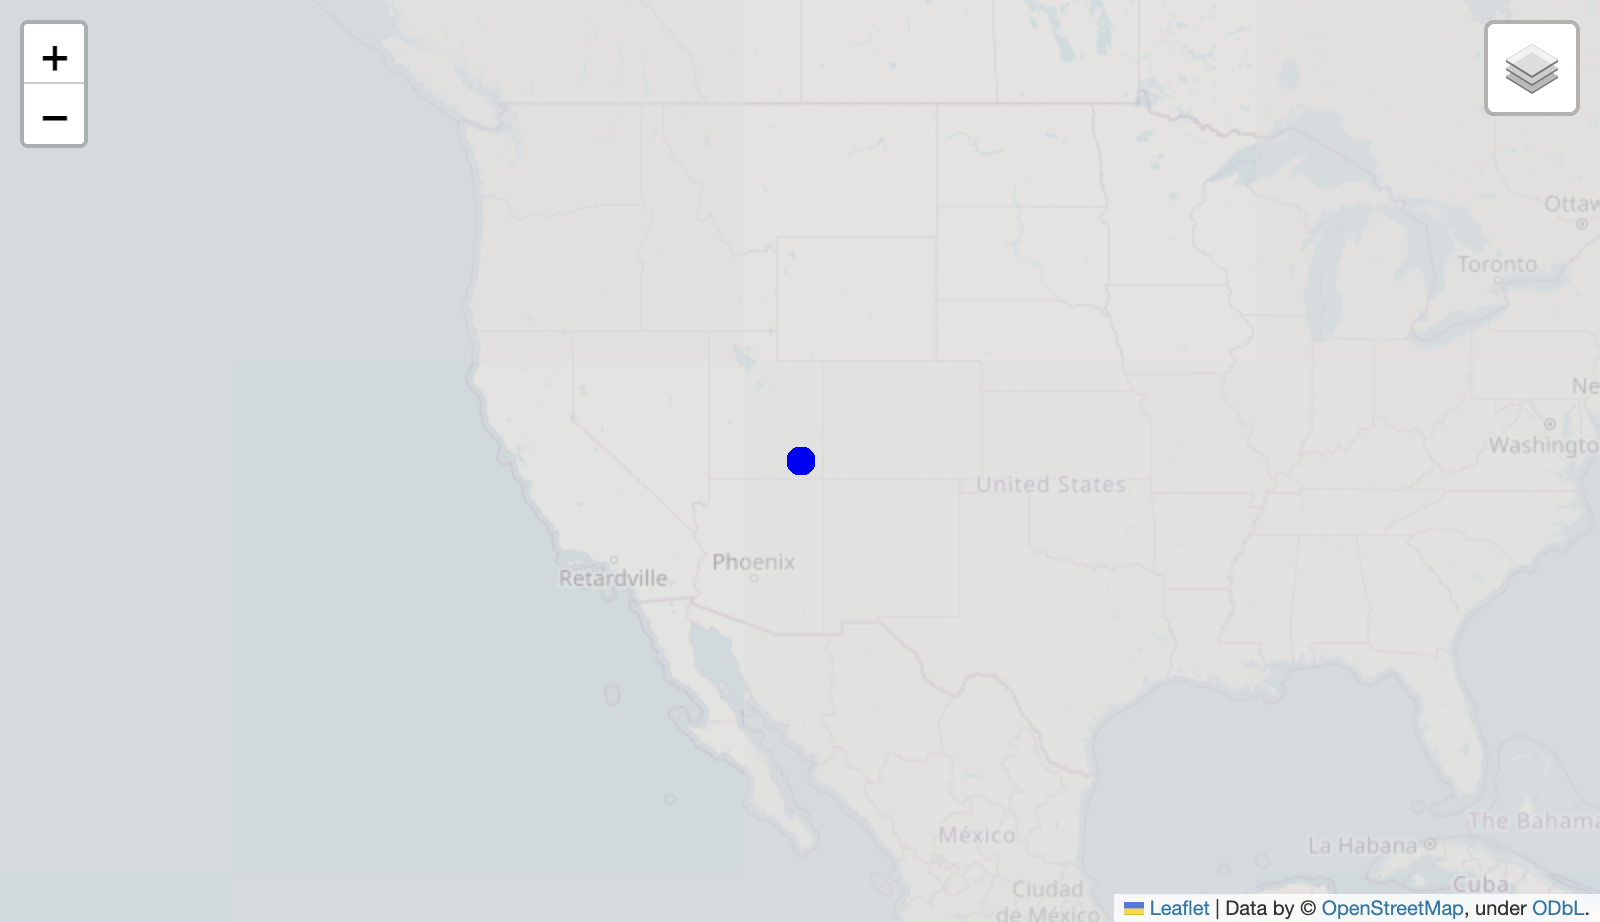 +
−
Ottaw
Toronto
Ne
Washingto
United States
Phoenix
Retardville
México
The Bahama
La Habana
Cuba
Ciudad
de México
Leaflet | Data by © OpenStreetMap, under ODbL.